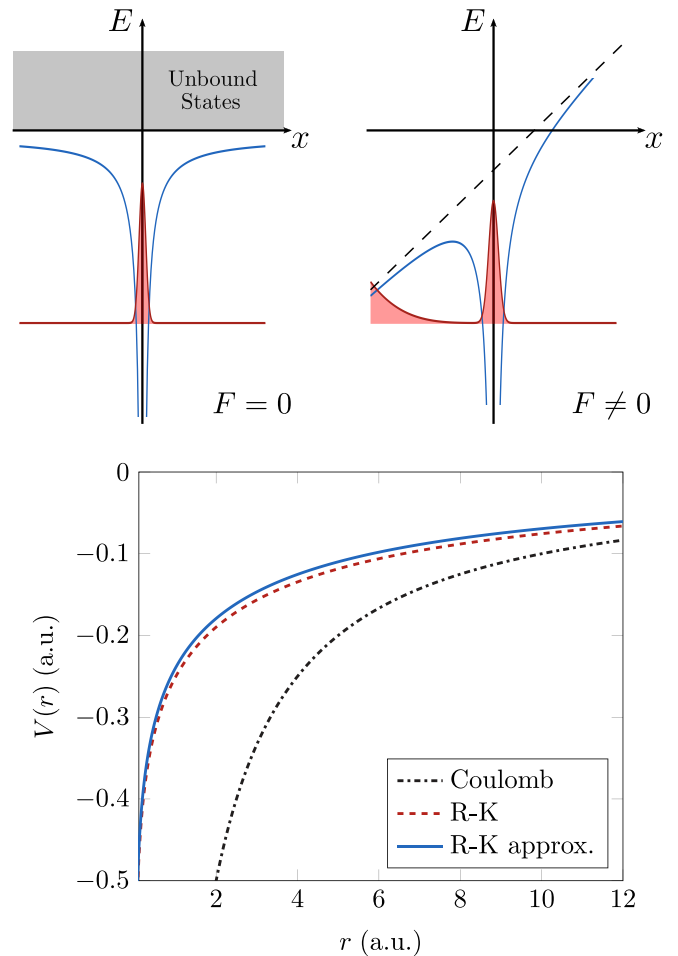 E
Unbound
States
x
F = 0
E
x
F ≠ 0
0
−0.1
−0.2
−0.3
−0.4
−0.5
V(r) (a.u.)
Coulomb
R-K
R-K approx.
2 4 6 8 10 12
r (a.u.)